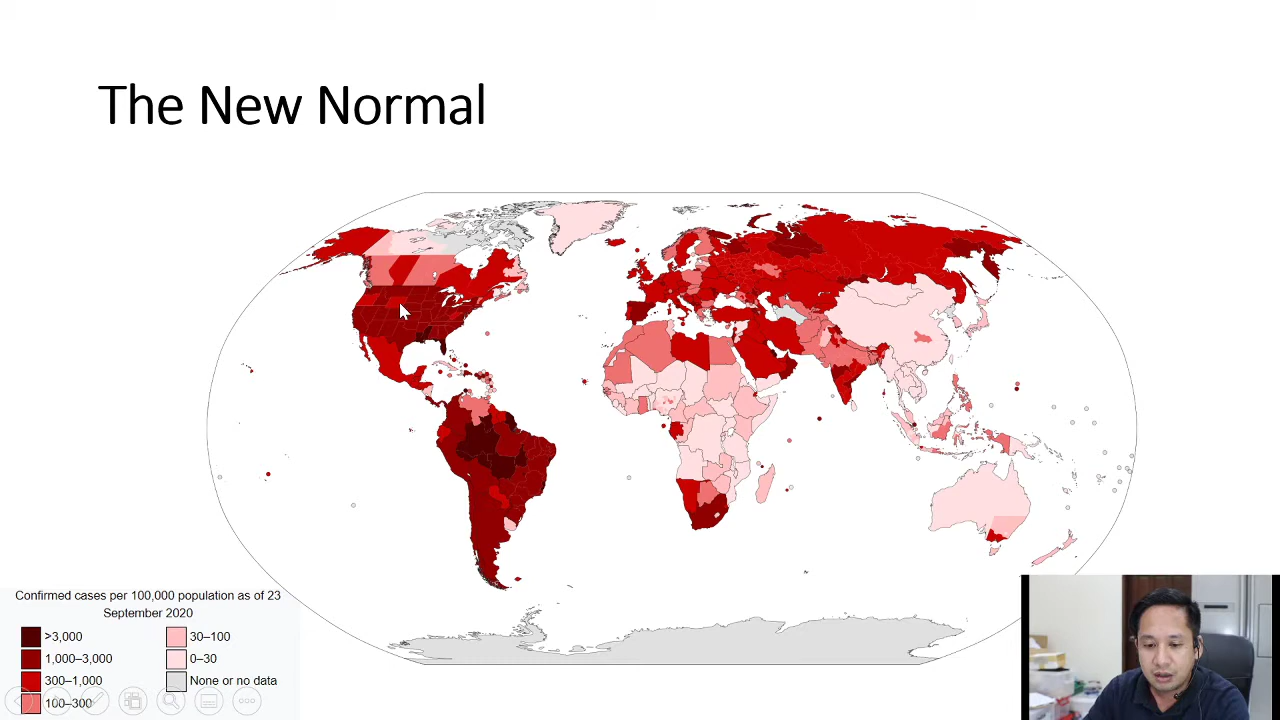 The New Normal
Confirmed cases per 100,000 population as of 23
September 2020
>3,000
30–100
1,000–3,000
0–30
300–1,000
None or no data
100–300